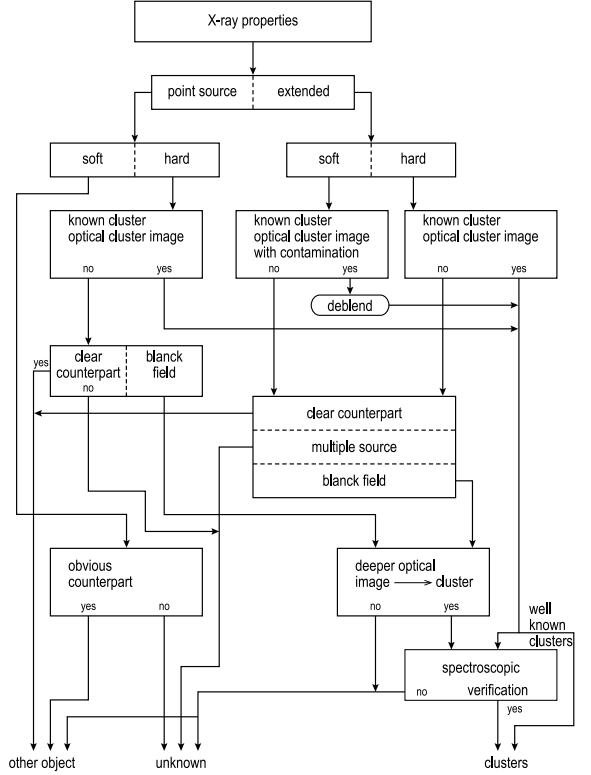 X-ray properties
point source extended
soft hard
soft hard
known cluster
optical cluster image
no yes
known cluster
optical cluster image
with contamination
no yes
known cluster
optical cluster image
no yes
deblend
yes
clear
counterpart
no
blanck
field
clear counterpart
multiple source
blanck field
obvious
counterpart
yes no
deeper optical
image cluster
no yes
well
known
clusters
spectroscopic
no verification
yes
other object
unknown
clusters